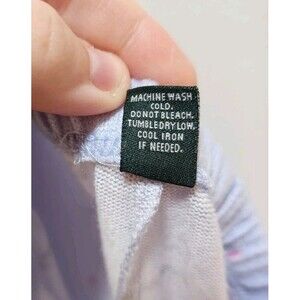 MACHINE WASH
COLD.
DO NOT BLEACH.
TUMBLE DRY LOW.
COOL IRON
IF NEEDED.